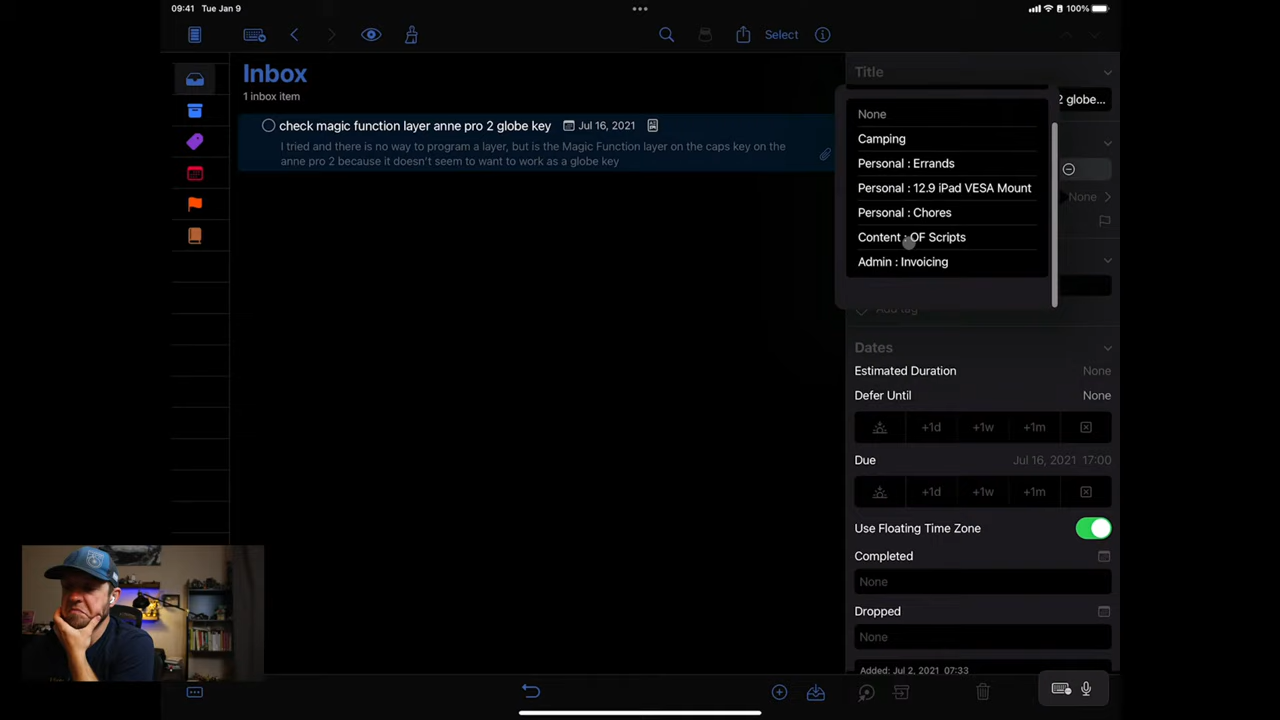 09:41 Tue Jan 9
100%
Select
Inbox
1 inbox item
check magic function layer anne pro 2 globe key
Jul 16, 2021
I tried and there is no way to program a layer, but is the Magic Function layer on the caps key on the
anne pro 2 because it doesn't seem to want to work as a globe key
Title
2 globe...
None
Camping
Personal : Errands
Personal : 12.9 iPad VESA Mount
None
Personal : Chores
Content : OF Scripts
Admin : Invoicing
Add tag
Dates
Estimated Duration
None
Defer Until
None
+1d
+1w
+1m
Due
Jul 16, 2021 17:00
+1d
+1w
+1m
Use Floating Time Zone
Completed
None
Dropped
None
Added: Jul 2, 2021 07:33